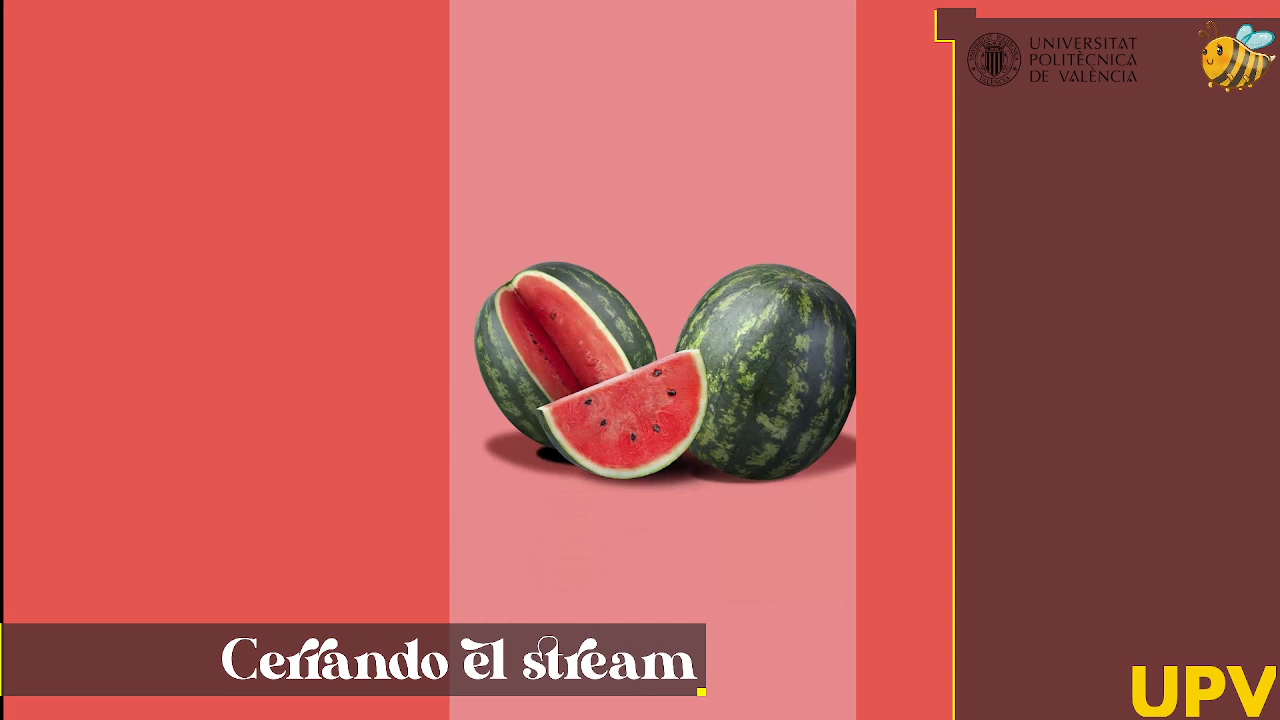 UNIVERSITAT
POLITÈCNICA
DE VALÈNCIA
Cerrando el stream
UPV